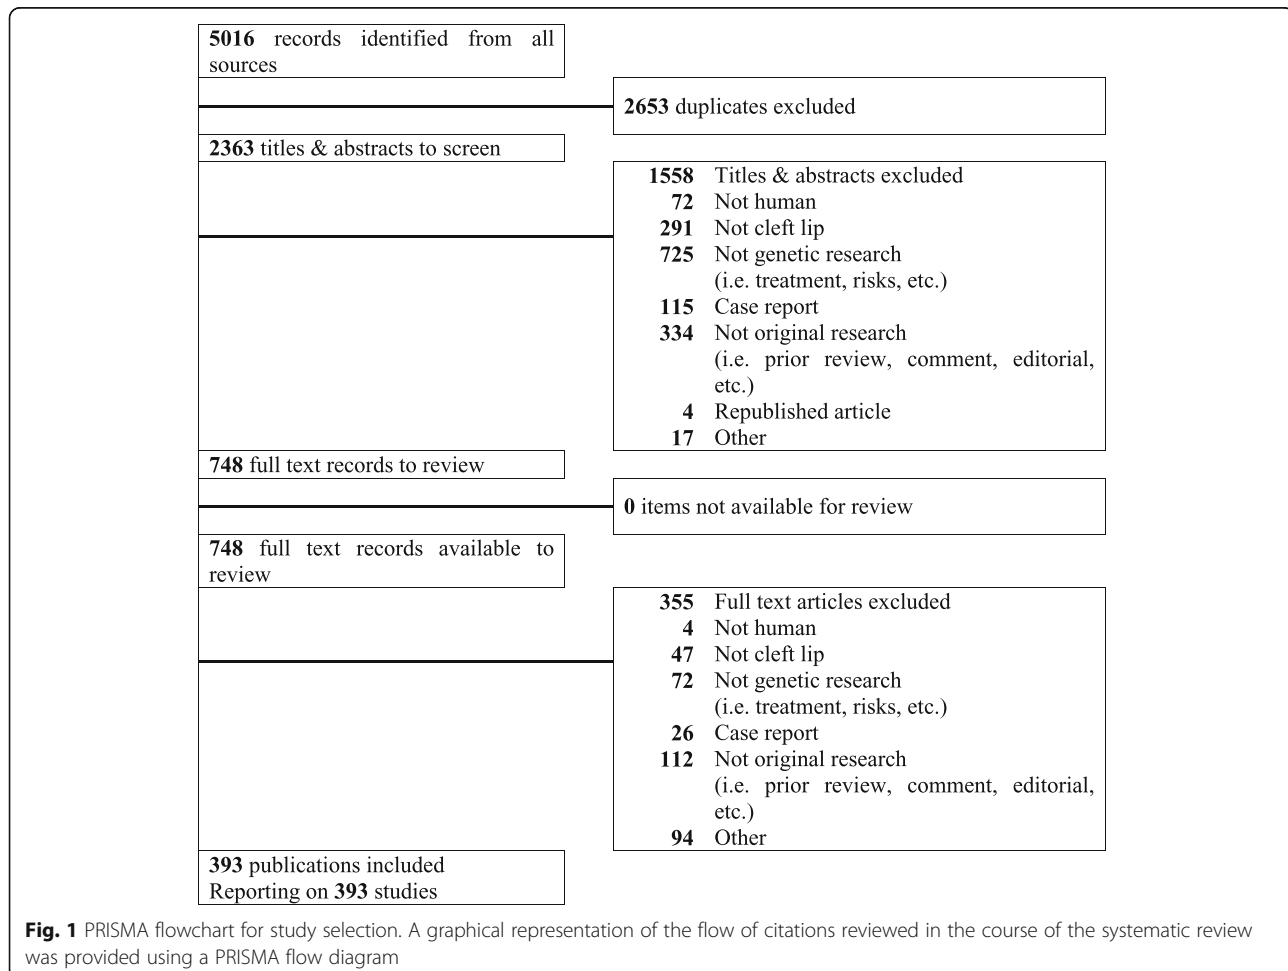 5016 records identified from all
sources
2653 duplicates excluded
2363 titles & abstracts to screen
1558 Titles & abstracts excluded
72 Not human
291 Not cleft lip
725 Not genetic research
(i.e. treatment, risks, etc.)
115 Case report
334 Not original research
(i.e. prior review, comment, editorial,
etc.)
4 Republished article
17 Other
748 full text records to review
0 items not available for review
748 full text records available to
review
355 Full text articles excluded
4 Not human
47 Not cleft lip
72 Not genetic research
(i.e. treatment, risks, etc.)
26 Case report
112 Not original research
(i.e. prior review, comment, editorial,
etc.)
94 Other
393 publications included
Reporting on 393 studies
Fig. 1 PRISMA flowchart for study selection. A graphical representation of the flow of citations reviewed in the course of the systematic review
was provided using a PRISMA flow diagram